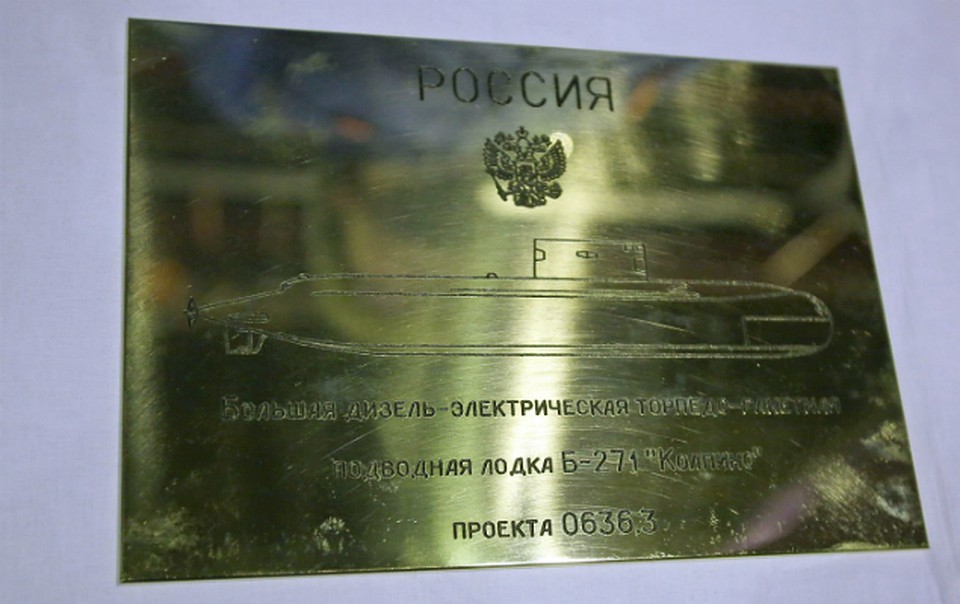 РОССИЯ
БОЛЬШАЯ ДИЗЕЛЬ-ЭЛЕКТРИЧЕСКАЯ ТОРПЕДО-РАКЕТНАЯ
ПОДВОДНАЯ ЛОДКА Б-271 "КОЛПИНО"
ПРОЕКТА 0636.3